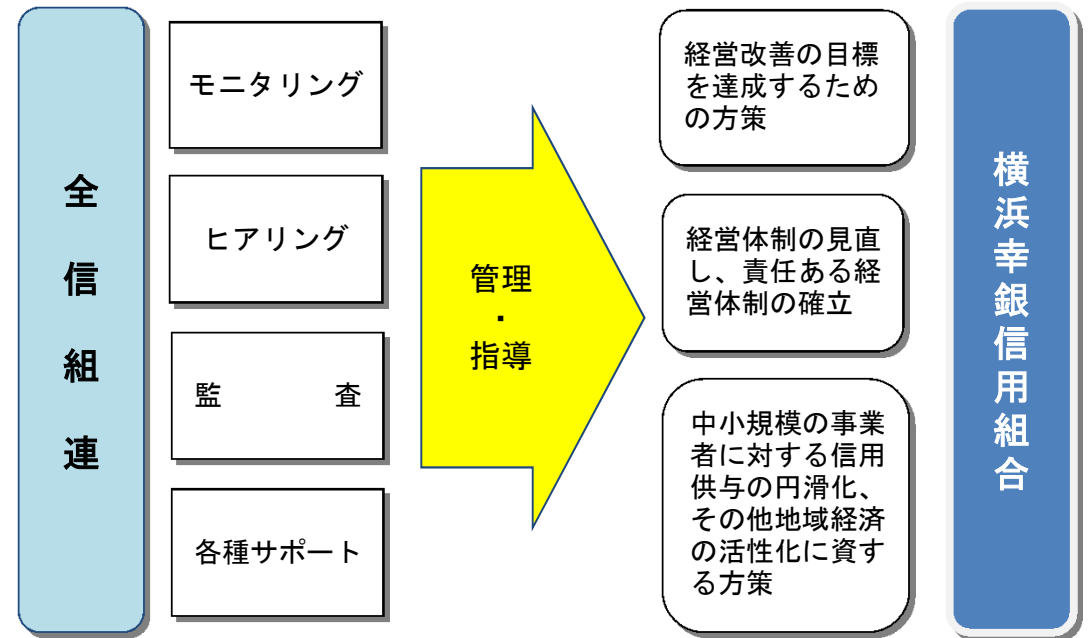 全信組連
モニタリング
ヒアリング
監　査
各種サポート
管理
・
指導
経営改善の目標
を達成するため
の方策
経営体制の見直
し、責任ある経
営体制の確立
中小規模の事業
者に対する信用
供与の円滑化、
その他地域経済
の活性化に資す
る方策
横浜幸銀信用組合